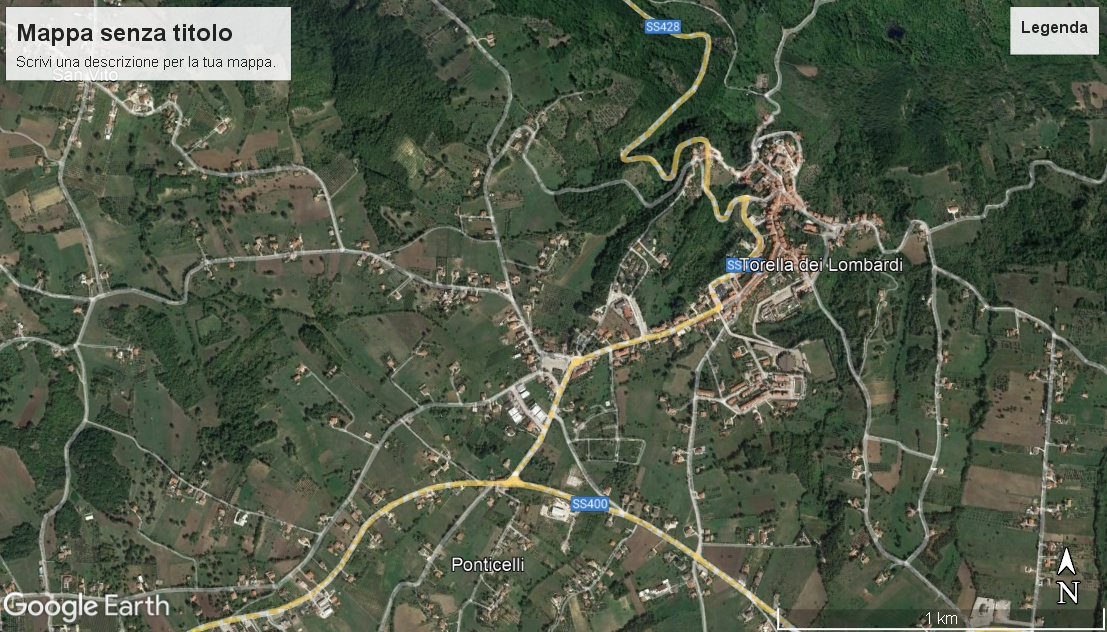 Mappa senza titolo
Scrivi una descrizione per la tua mappa.
Legenda
San Vito
SS428
SS
Torella dei Lombardi
SS400
Ponticelli
Google Earth
N
1 km